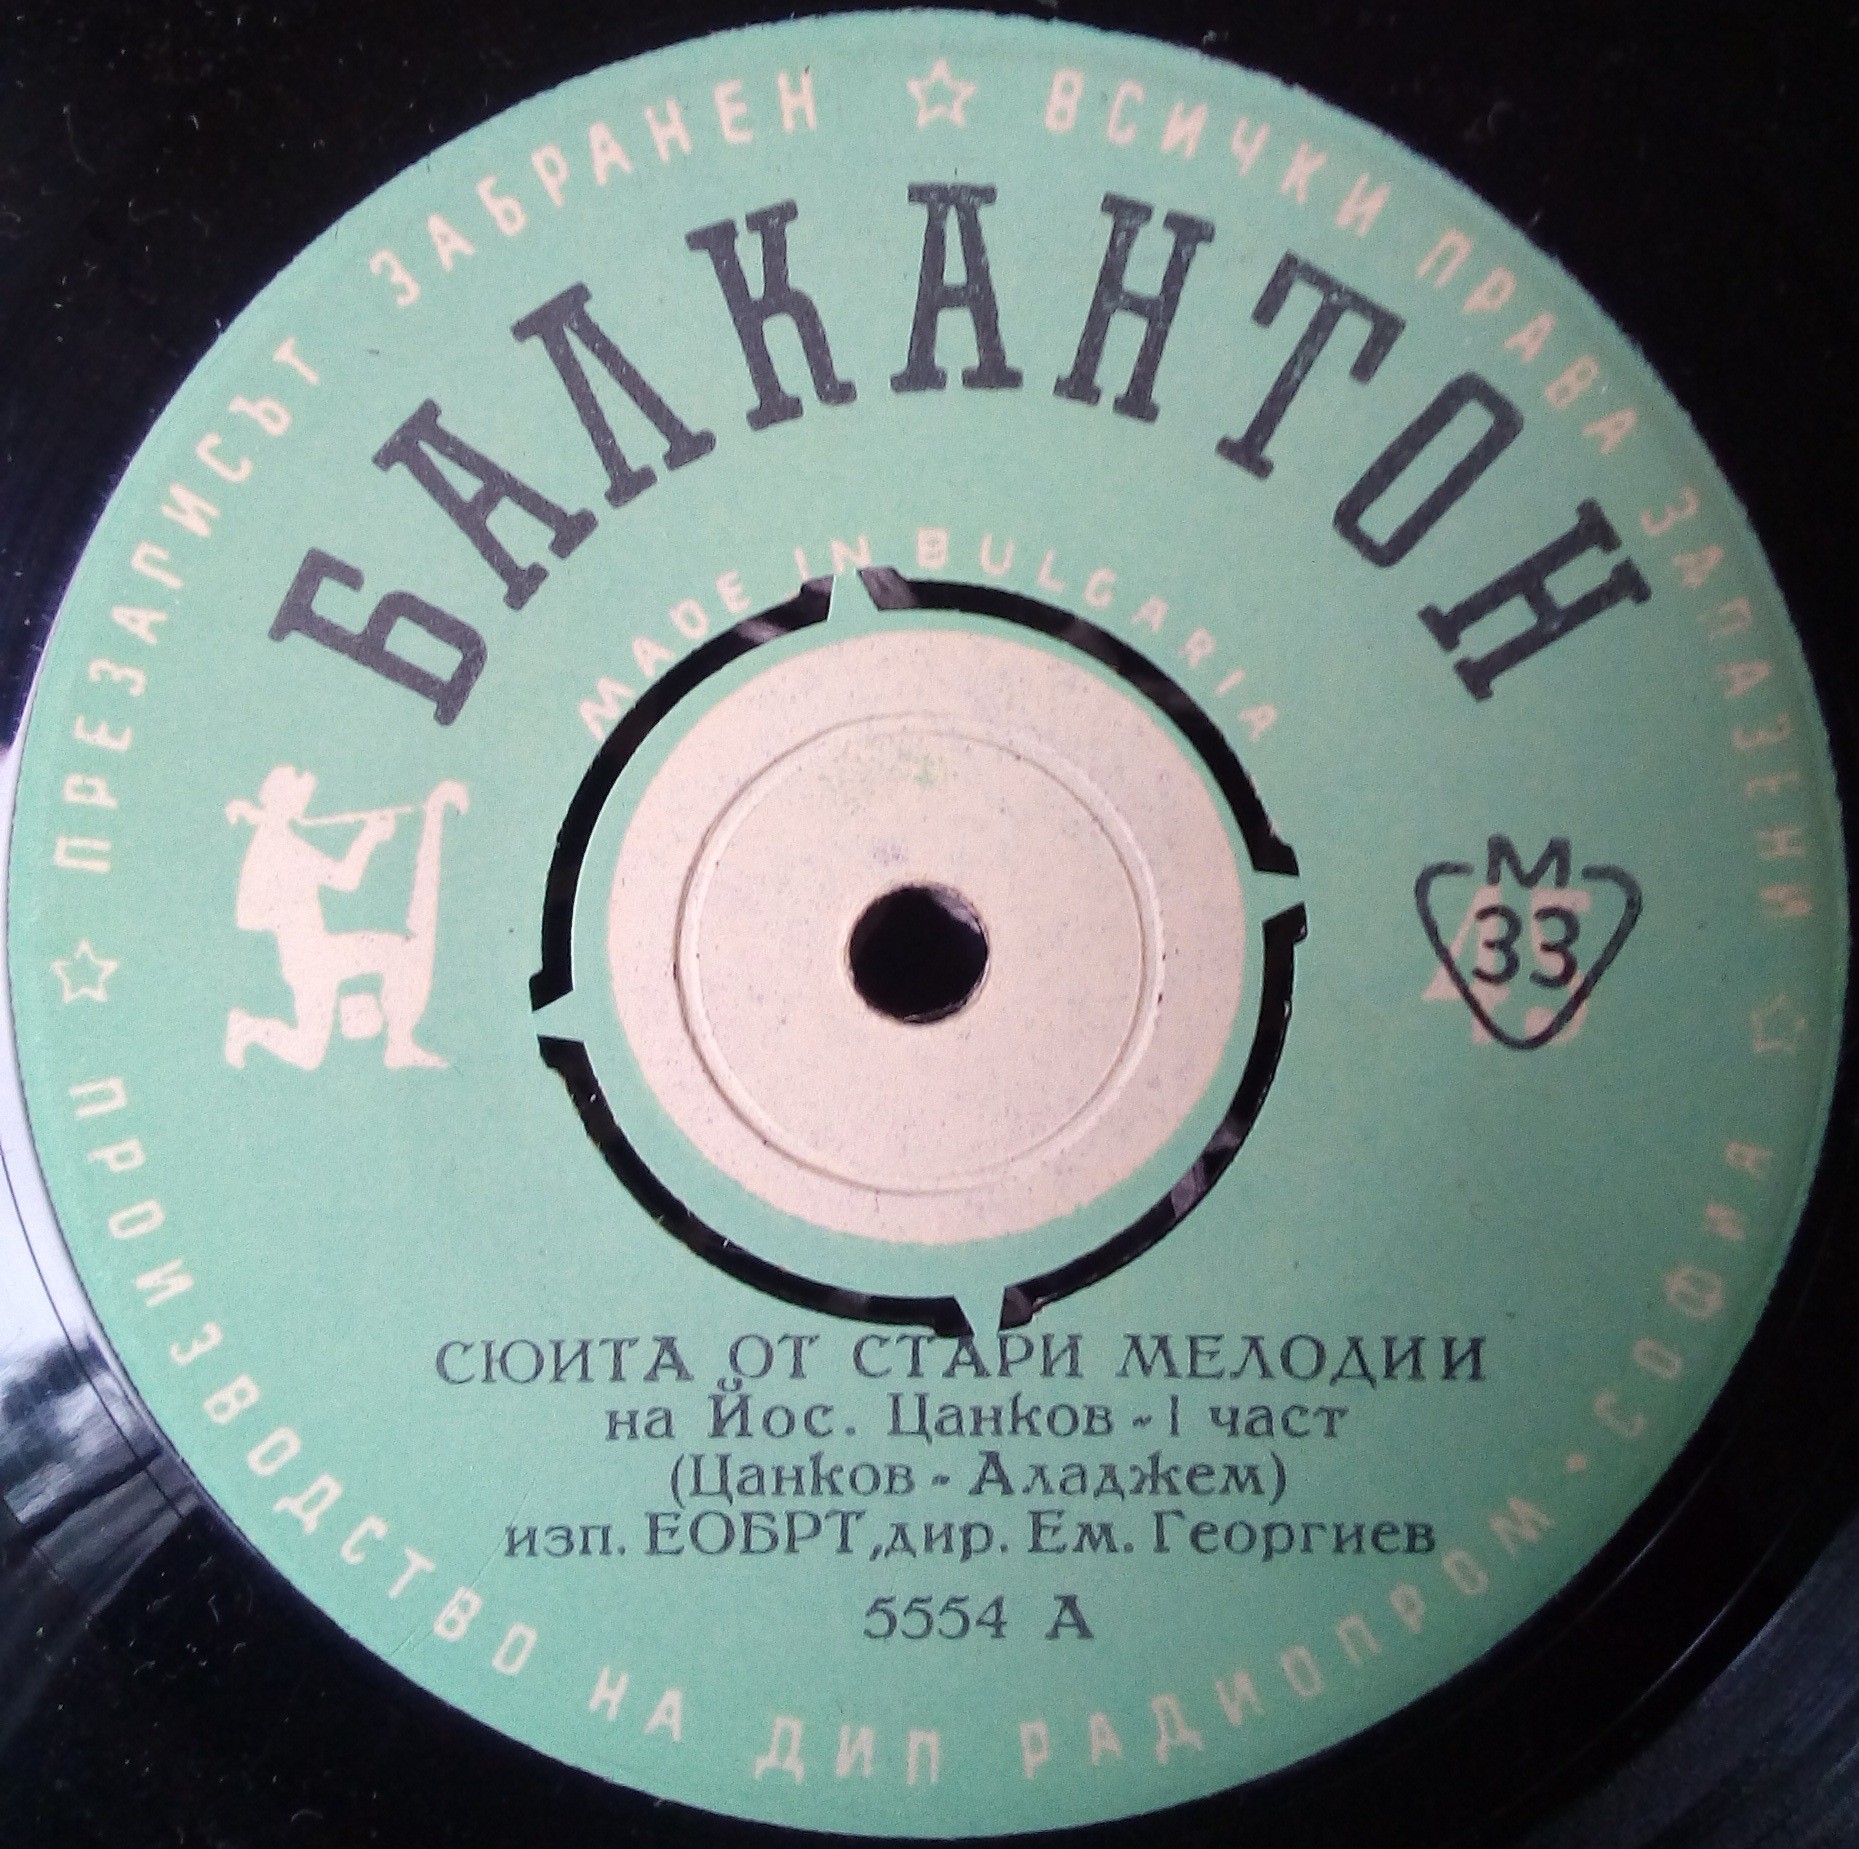 ПРЕЗАПИСЪТ ЗАБРАНЕН ☆ ВСИЧКИ ПРАВА ЗАПАЗЕНИ ☆
БАЛКАНТОН
MADE IN BULGARIA
М
33
СЮИТА ОТ СТАРИ МЕЛОДИИ
на Йос. Цанков - I част
(Цанков - Аладжем)
изп. ЕОБРТ, дир. Ем. Георгиев
5554 А
☆ ПРОИЗВОДСТВО НА ДИП РАДИОПРОМ • СОФИЯ